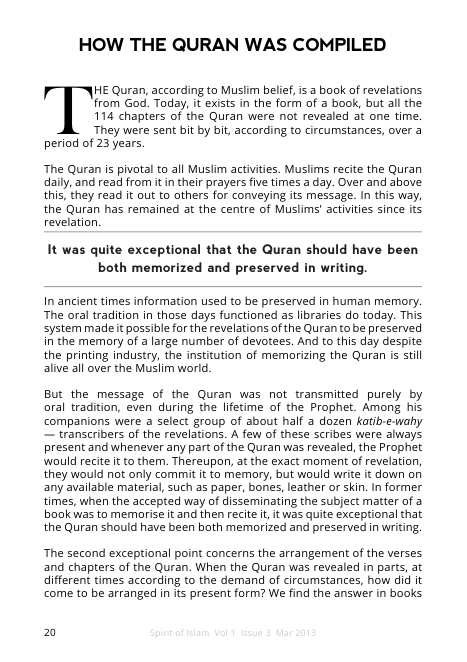 HOW THE QURAN WAS COMPILED
THE Quran, according to Muslim belief, is a book of revelations
from God. Today, it exists in the form of a book, but all the
114 chapters of the Quran were not revealed at one time.
They were sent bit by bit, according to circumstances, over a
period of 23 years.
The Quran is pivotal to all Muslim activities. Muslims recite the Quran
daily, and read from it in their prayers five times a day. Over and above
this, they read it out to others for conveying its message. In this way,
the Quran has remained at the centre of Muslims' activities since its
revelation.
It was quite exceptional that the Quran should have been
both memorized and preserved in writing.
In ancient times information used to be preserved in human memory.
The oral tradition in those days functioned as libraries do today. This
system made it possible for the revelations of the Quran to be preserved
in the memory of a large number of devotees. And to this day despite
the printing industry, the institution of memorizing the Quran is still
alive all over the Muslim world.
But the message of the Quran was not transmitted purely by
oral tradition, even during the lifetime of the Prophet. Among his
companions were a select group of about half a dozen katib-e-wahy
— transcribers of the revelations. A few of these scribes were always
present and whenever any part of the Quran was revealed, the Prophet
would recite it to them. Thereupon, at the exact moment of revelation,
they would not only commit it to memory, but would write it down on
any available material, such as paper, bones, leather or skin. In former
times, when the accepted way of disseminating the subject matter of a
book was to memorise it and then recite it, it was quite exceptional that
the Quran should have been both memorized and preserved in writing.
The second exceptional point concerns the arrangement of the verses
and chapters of the Quran. When the Quran was revealed in parts, at
different times according to the demand of circumstances, how did it
come to be arranged in its present form? We find the answer in books
20 Spirit of Islam Vol 1 Issue 3 Mar 2013